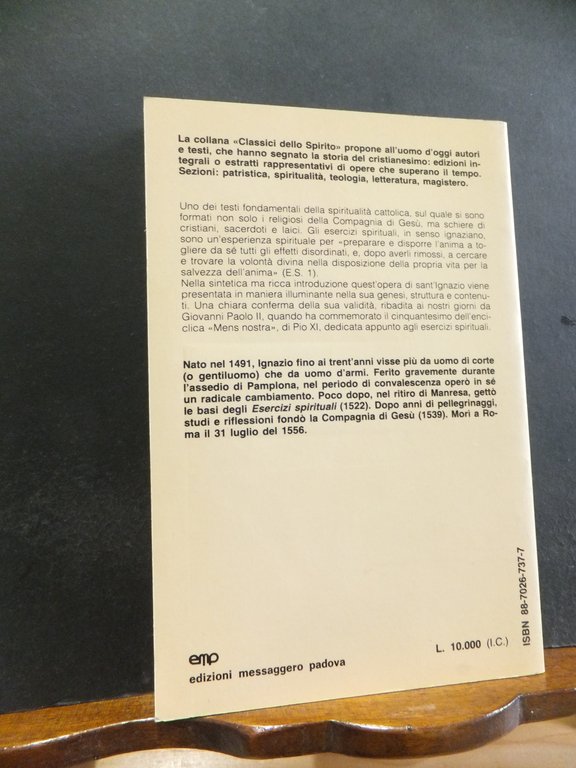 La collana «Classici dello Spirito» propone all'uomo d'oggi autori
e testi, che hanno segnato la storia del cristianesimo: edizioni in-
tegrali o estratti rappresentativi di opere che superano il tempo.
Sezioni: patristica, spiritualità, teologia, letteratura, magistero.
Uno dei testi fondamentali della spiritualità cattolica, sul quale si sono
formati non solo i religiosi della Compagnia di Gesù, ma schiere di
cristiani, sacerdoti e laici. Gli esercizi spirituali, in senso ignaziano,
sono un'esperienza spirituale per «preparare e disporre l'anima a to-
gliere da sé tutti gli effetti disordinati, e, dopo averli rimossi, a cercare
e trovare la volontà divina nella disposizione della propria vita per la
salvezza dell'anima» (E.S. 1).
Nella sintetica ma ricca introduzione quest'opera di sant'Ignazio viene
presentata in maniera illuminante nella sua genesi, struttura e contenu-
ti. Una chiara conferma della sua validità, ribadita ai nostri giorni da
Giovanni Paolo II, quando ha commemorato il cinquantesimo dell'enci-
clica «Mens nostra», di Pio XI, dedicata appunto agli esercizi spirituali.
Nato nel 1491, Ignazio fino ai trent'anni visse più da uomo di corte
(o gentiluomo) che da uomo d'armi. Ferito gravemente durante
l'assedio di Pamplona, nel periodo di convalescenza operò in sé
un radicale cambiamento. Poco dopo, nel ritiro di Manresa, gettò
le basi degli Esercizi spirituali (1522). Dopo anni di pellegrinaggi,
studi e riflessioni fondò la Compagnia di Gesù (1539). Morì a Ro-
ma il 31 luglio del 1556.
emp
edizioni messaggero padova
L. 10.000 (I.C.)
ISBN 88-7026-737-7